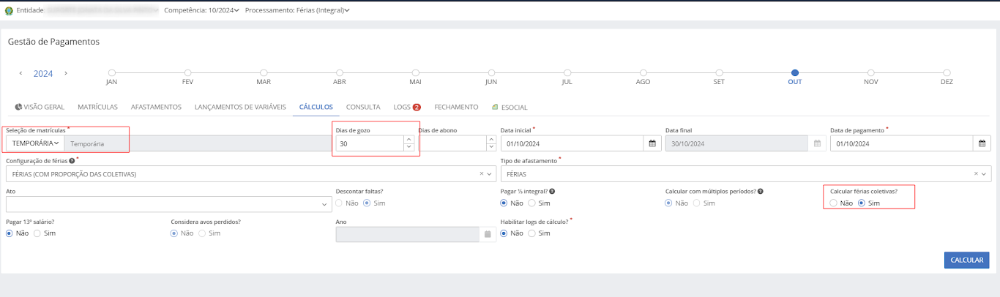 Entidade: Competência: 10/2024 Processamento: Férias (Integral)
Gestão de Pagamentos
2024
JAN FEV MAR ABR MAI JUN JUL AGO SET OUT NOV DEZ
VISÃO GERAL MATRÍCULAS AFASTAMENTOS LANÇAMENTOS DE VARIÁVEIS CÁLCULOS CONSULTA LOGS 2 FECHAMENTO ESOCIAL
Seleção de matrículas * Dias de gozo Dias de abono Data inicial * Data final Data de pagamento *
TEMPORÁRIA Temporária 30 01/10/2024 30/10/2024 01/10/2024
Configuração de férias ? * Tipo de afastamento *
FÉRIAS (COM PROPORÇÃO DAS COLETIVAS) × FÉRIAS ×
Ato Descontar faltas? Pagar ⅓ integral? ? Calcular com múltiplos períodos? ? Calcular férias coletivas?
Não Sim Não Sim Não Sim Não Sim
Pagar 13º salário? Considera avos perdidos? Ano Habilitar logs de cálculo? *
Não Sim Não Sim Não Sim
CALCULAR